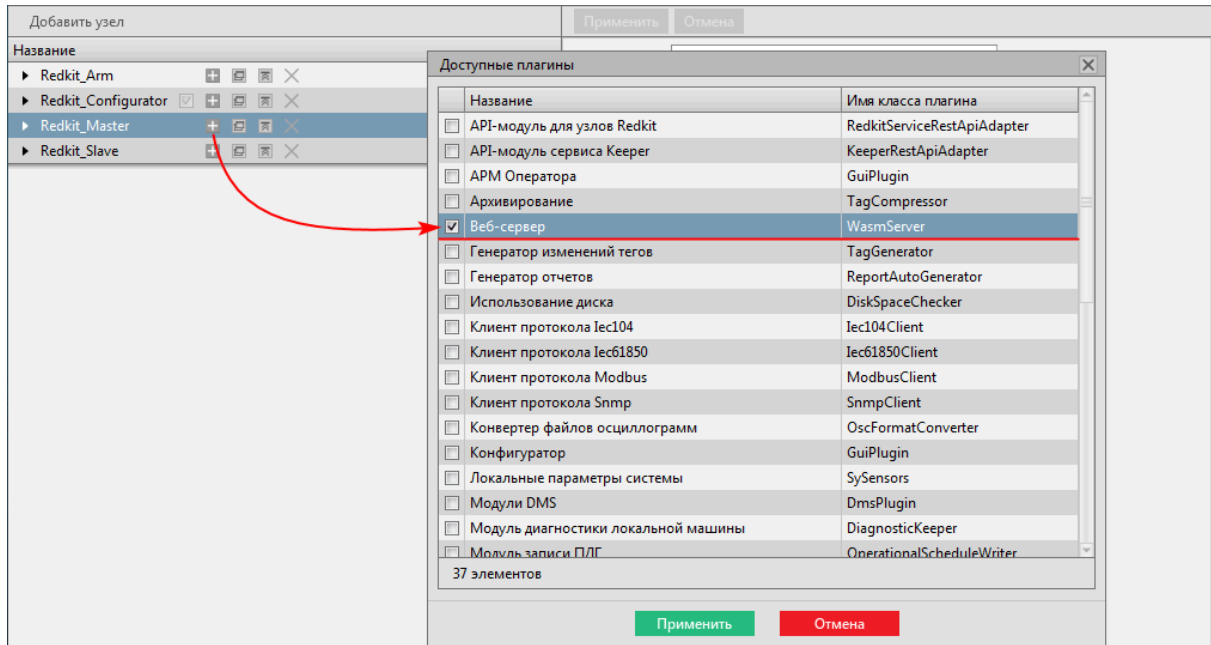 Добавить узел
Применить Отмена
Название
Redkit_Arm
Redkit_Configurator
Redkit_Master
Redkit_Slave
Доступные плагины
Название Имя класса плагина
API-модуль для узлов Redkit RedkitServiceRestApiAdapter
API-модуль сервиса Keeper KeeperRestApiAdapter
АРМ Оператора GuiPlugin
Архивирование TagCompressor
Веб-сервер WasmServer
Генератор изменений тегов TagGenerator
Генератор отчетов ReportAutoGenerator
Использование диска DiskSpaceChecker
Клиент протокола Iec104 Iec104Client
Клиент протокола Iec61850 Iec61850Client
Клиент протокола Modbus ModbusClient
Клиент протокола Snmp SnmpClient
Конвертер файлов осциллограмм OscFormatConverter
Конфигуратор GuiPlugin
Локальные параметры системы SySensors
Модули DMS DmsPlugin
Модуль диагностики локальной машины DiagnosticKeeper
Модуль записи ПДГ OperationalScheduleWriter
37 элементов
Применить Отмена